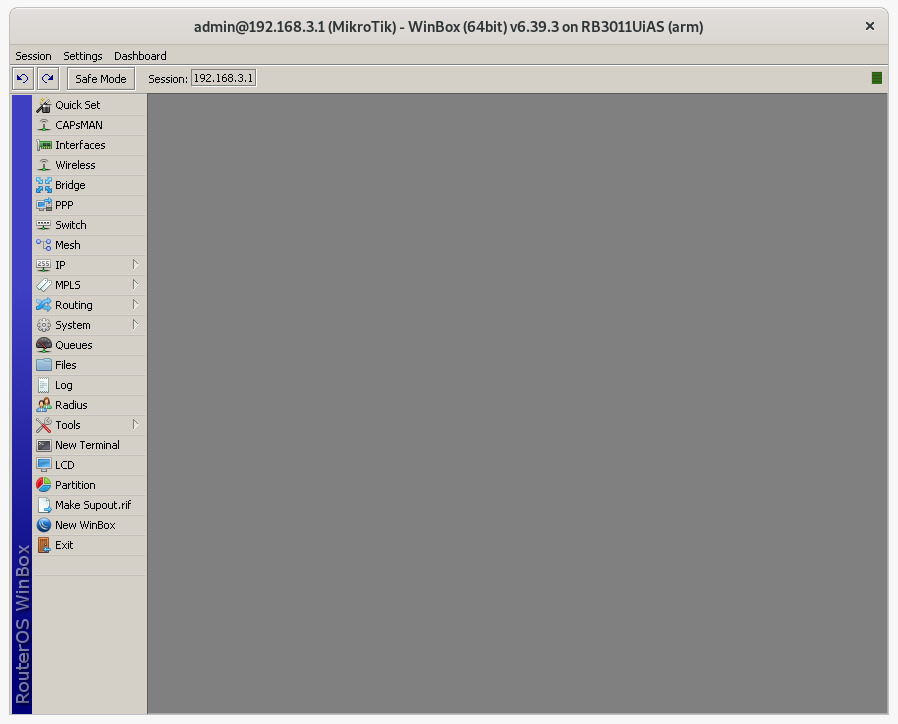 admin@192.168.3.1 (MikroTik) - WinBox (64bit) v6.39.3 on RB3011UiAS (arm)
Session Settings Dashboard
Safe Mode Session: 192.168.3.1
Quick Set
CAPsMAN
Interfaces
Wireless
Bridge
PPP
Switch
Mesh
255 IP
MPLS
Routing
System
Queues
Files
Log
Radius
Tools
New Terminal
LCD
Partition
Make Supout.rif
New WinBox
Exit
RouterOS WinBox